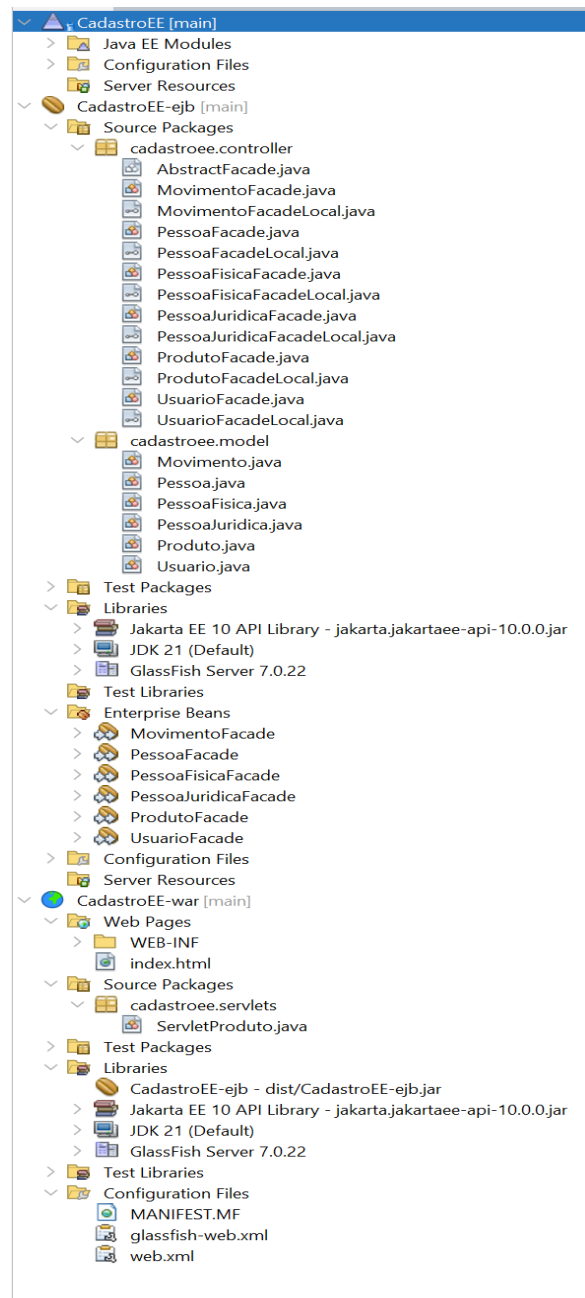 CadastroEE [main]
Java EE Modules
Configuration Files
Server Resources
CadastroEE-ejb [main]
Source Packages
cadastroee.controller
AbstractFacade.java
MovimentoFacade.java
MovimentoFacadeLocal.java
PessoaFacade.java
PessoaFacadeLocal.java
PessoaFisicaFacade.java
PessoaFisicaFacadeLocal.java
PessoaJuridicaFacade.java
PessoaJuridicaFacadeLocal.java
ProdutoFacade.java
ProdutoFacadeLocal.java
UsuarioFacade.java
UsuarioFacadeLocal.java
cadastroee.model
Movimento.java
Pessoa.java
PessoaFisica.java
PessoaJuridica.java
Produto.java
Usuario.java
Test Packages
Libraries
Jakarta EE 10 API Library - jakarta.jakartaee-api-10.0.0.jar
JDK 21 (Default)
GlassFish Server 7.0.22
Test Libraries
Enterprise Beans
MovimentoFacade
PessoaFacade
PessoaFisicaFacade
PessoaJuridicaFacade
ProdutoFacade
UsuarioFacade
Configuration Files
Server Resources
CadastroEE-war [main]
Web Pages
WEB-INF
index.html
Source Packages
cadastroee.servlets
ServletProduto.java
Test Packages
Libraries
CadastroEE-ejb - dist/CadastroEE-ejb.jar
Jakarta EE 10 API Library - jakarta.jakartaee-api-10.0.0.jar
JDK 21 (Default)
GlassFish Server 7.0.22
Test Libraries
Configuration Files
MANIFEST.MF
glassfish-web.xml
web.xml